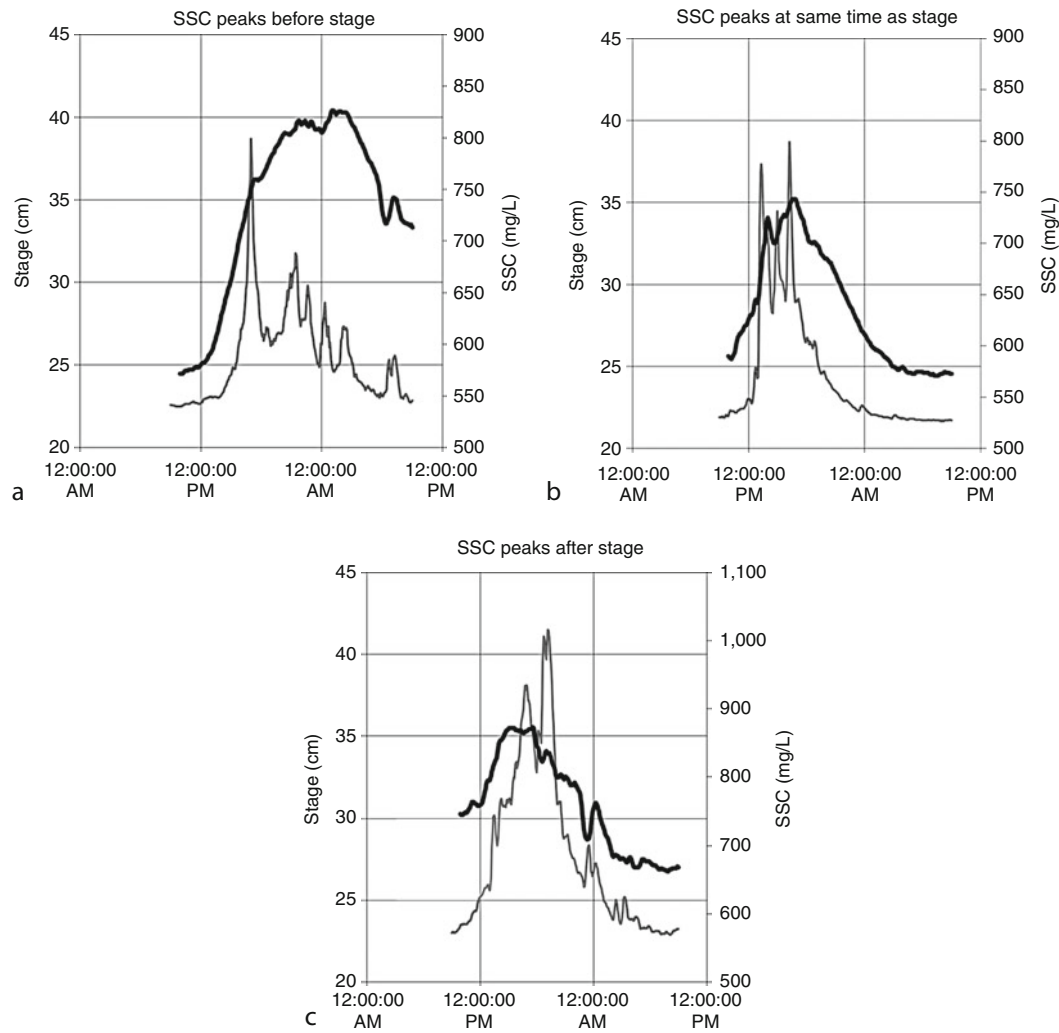 SSC peaks before stage
45
40
35
30
25
20
Stage (cm)
900
850
800
750
700
650
600
550
500
SSC (mg/L)
12:00:00 AM
12:00:00 PM
12:00:00 AM
12:00:00 PM
a
SSC peaks at same time as stage
45
40
35
30
25
20
Stage (cm)
900
850
800
750
700
650
600
550
500
SSC (mg/L)
12:00:00 AM
12:00:00 PM
12:00:00 AM
12:00:00 PM
b
SSC peaks after stage
45
40
35
30
25
20
Stage (cm)
1,100
1,000
900
800
700
600
500
SSC (mg/L)
12:00:00 AM
12:00:00 PM
12:00:00 AM
12:00:00 PM
c